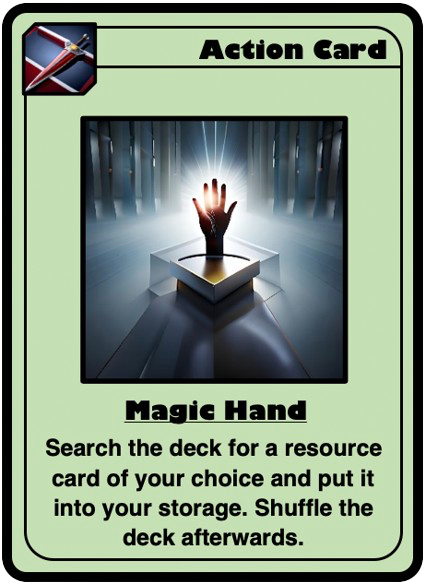 Action Card
Magic Hand
Search the deck for a resource
card of your choice and put it
into your storage. Shuffle the
deck afterwards.